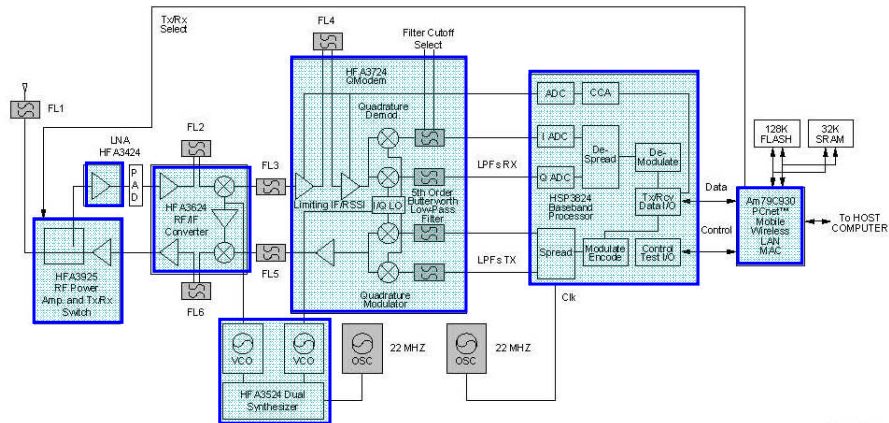 Tx/Rx
Select
FL1
LNA
HFA3424
PAD
FL2
HFA3624
RF/IF
Converter
FL6
HFA3925
RF Power
Amp. and Tx/Rx
Switch
FL3
FL5
FL4
Filter Cutoff
Select
HFA3724
QModem
Quadrature
Demod
Limiting IF/RSSI
I/Q LO
5th Order
Butterworth
Low-Pass
Filter
Quadrature
Modulator
LPFs RX
LPFs TX
ADC
CCA
I ADC
Q ADC
De-
Spread
De-
Modulate
HSP3824
Baseband
Processor
Tx/Rcv
Data I/O
Spread
Modulate
Encode
Control
Test I/O
Clk
Data
Control
128K
FLASH
32K
SRAM
Am79C930
PCnet™
Mobile
Wireless
LAN
MAC
To HOST
COMPUTER
VCO
VCO
HFA3524 Dual
Synthesizer
OSC
22 MHZ
OSC
22 MHZ